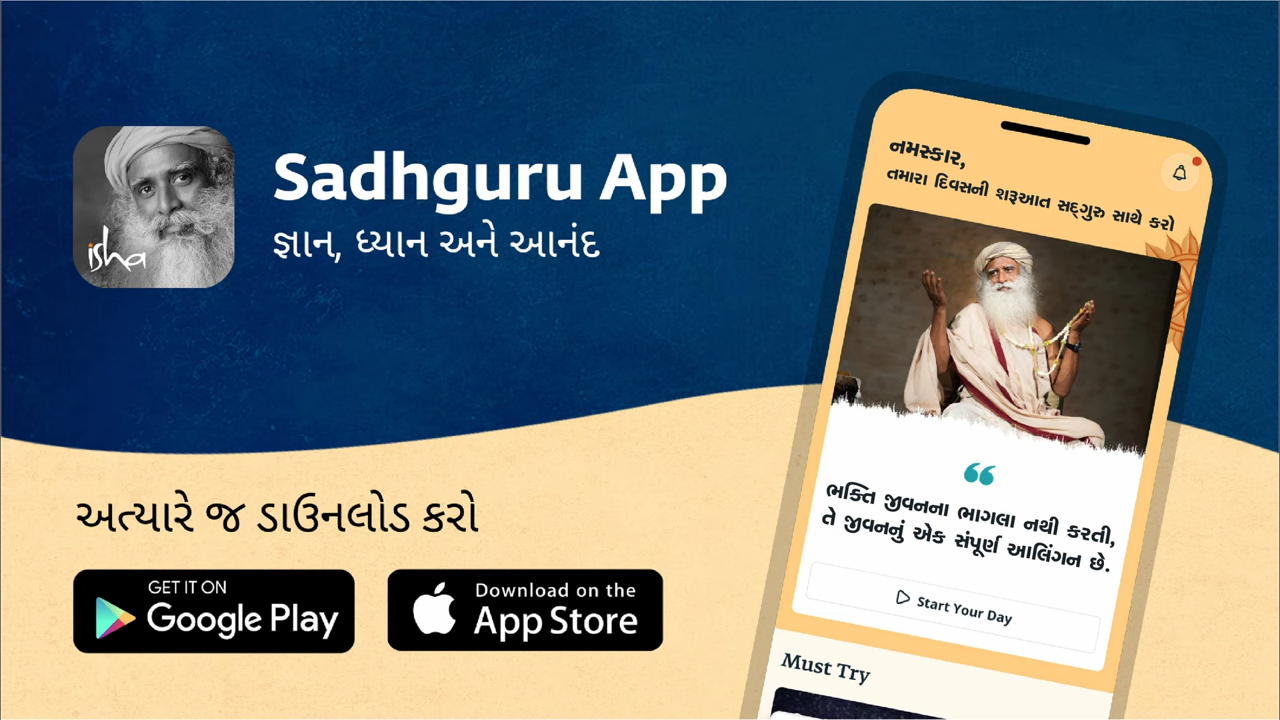 isha
Sadhguru App
જ્ઞાન, ધ્યાન અને આનંદ
અત્યારે જ ડાઉનલોડ કરો
GET IT ON
Google Play
Download on the
App Store
નમસ્કાર,
તમારા દિવસની શરૂઆત સદ્‌ગુરુ સાથે કરો
“
ભક્તિ જીવનના ભાગલા નથી કરતી,
તે જીવનનું એક સંપૂર્ણ આલિંગન છે.
Start Your Day
Must Try